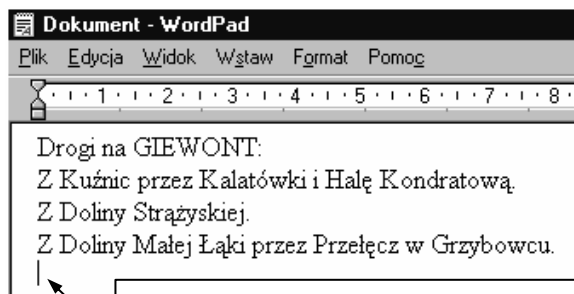 Dokument - WordPad
Plik Edycja Widok Wstaw Format Pomoc
1 2 3 4 5 6 7 8
Drogi na GIEWONT:
Z Kuźnic przez Kalatówki i Halę Kondratową.
Z Doliny Strążyskiej.
Z Doliny Małej Łąki przez Przełęcz w Grzybowcu.